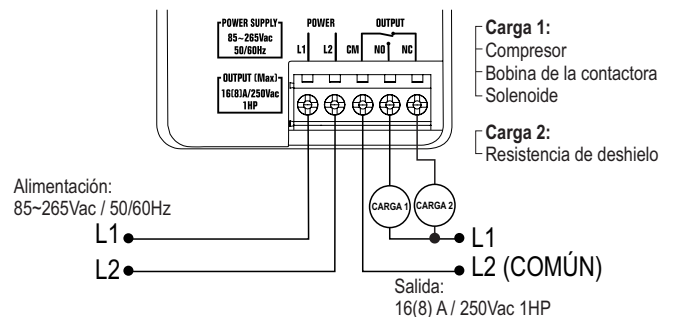 POWER SUPPLY
85~265Vac
50/60Hz
POWER
OUTPUT
L1 L2 CM NO NC
OUTPUT (Max)
16(8)A/250Vac
1HP
Carga 1:
Compresor
Bobina de la contactora
Solenoide
Carga 2:
Resistencia de deshielo
CARGA 1
CARGA 2
Alimentación:
85~265Vac / 50/60Hz
L1
L2
L1
L2 (COMÚN)
Salida:
16(8) A / 250Vac 1HP